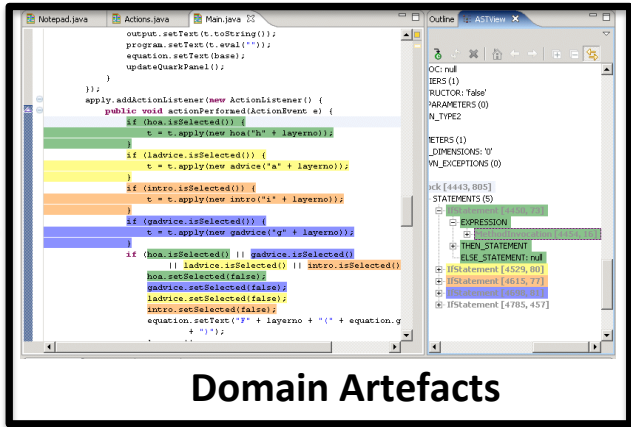 Notepad.java Actions.java Main.java
output.setText(t.toString());
program.setText(t.eval(""));
equation.setText(base);
updateQuarkPanel();
}
});
apply.addActionListener(new ActionListener() {
public void actionPerformed(ActionEvent e) {
if (hoa.isSelected()) {
t = t.apply(new hoa("h" + layerno));
}
if (ladvice.isSelected()) {
t = t.apply(new advice("a" + layerno));
}
if (intro.isSelected()) {
t = t.apply(new intro("i" + layerno));
}
if (gadvice.isSelected()) {
t = t.apply(new gadvice("g" + layerno));
}
if (hoa.isSelected() || gadvice.isSelected()
|| ladvice.isSelected() || intro.isSelected()
hoa.setSelected(false);
gadvice.setSelected(false);
ladvice.setSelected(false);
intro.setSelected(false);
equation.setText("F" + layerno + "(" + equation.g
+ ")");
Outline ASTView
OC: null
IERS (1)
TRUCTOR: 'false'
PARAMETERS (0)
N_TYPE2
METERS (1)
_DIMENSIONS: '0'
WN_EXCEPTIONS (0)
ck [4443, 805]
STATEMENTS (5)
IfStatement [4458, 73]
EXPRESSION
MethodInvocation [4454, 16]
THEN_STATEMENT
ELSE_STATEMENT: null
IfStatement [4529, 80]
IfStatement [4615, 77]
IfStatement [4785, 457]
Domain Artefacts